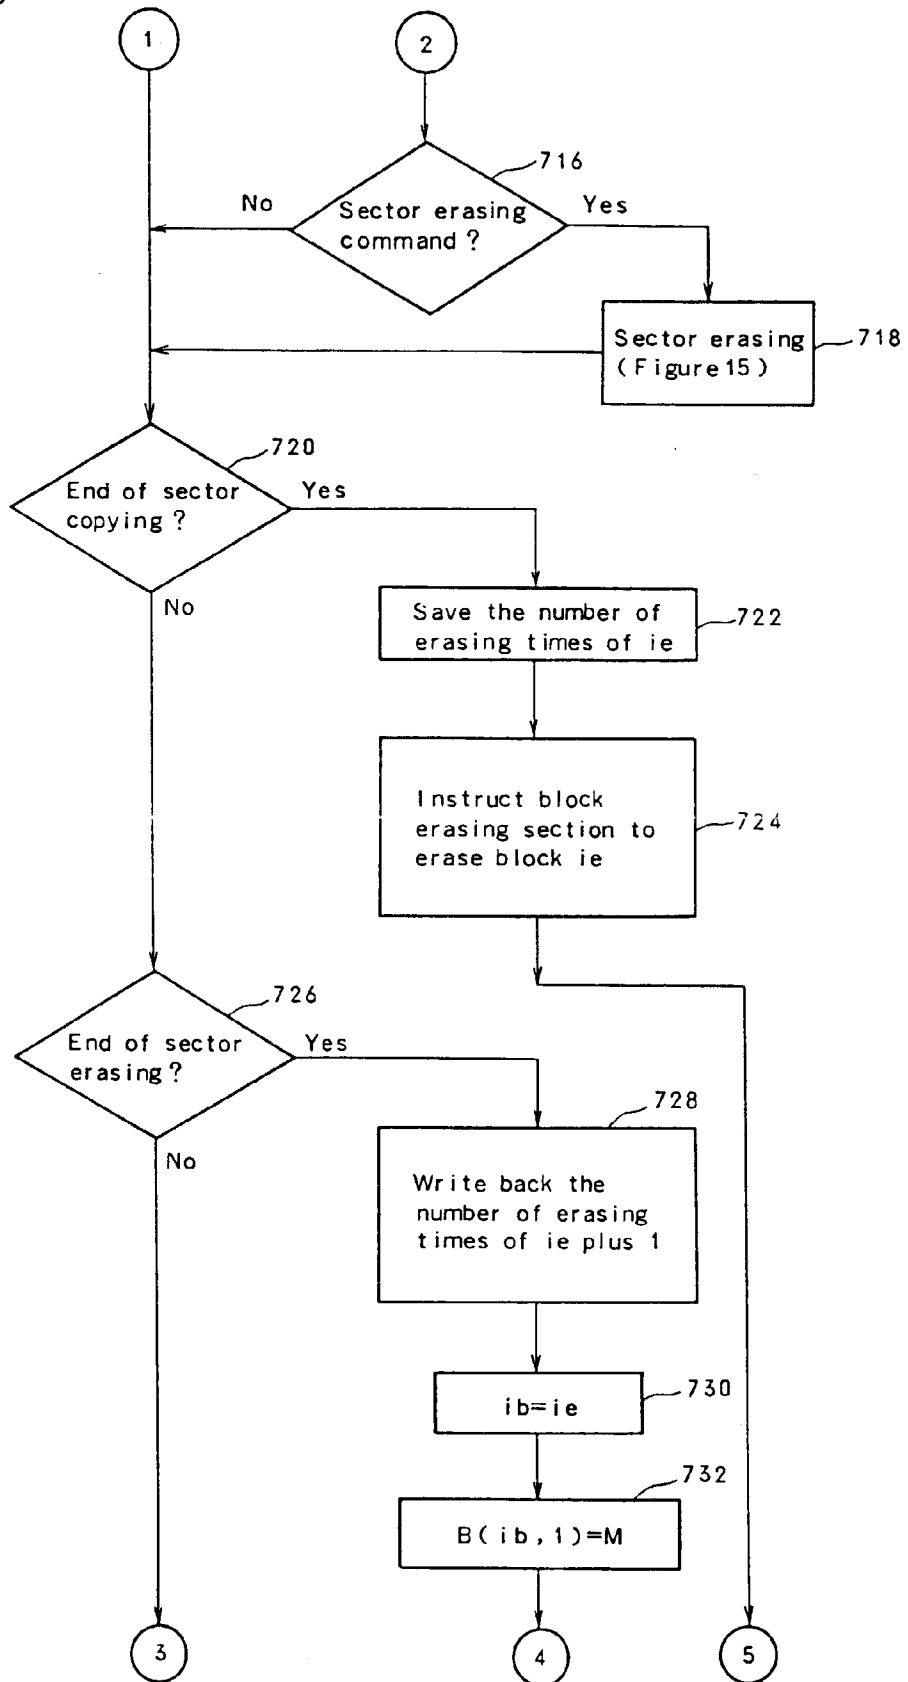 1
2
716
No
Sector erasing
command?
Yes
Sector erasing
(Figure 15)
718
720
End of sector
copying?
Yes
No
Save the number of
erasing times of ie
722
Instruct block
erasing section to
erase block ie
724
726
End of sector
erasing?
Yes
No
728
Write back the
number of erasing
times of ie plus 1
ib=ie
730
732
B(ib,1)=M
3
4
5